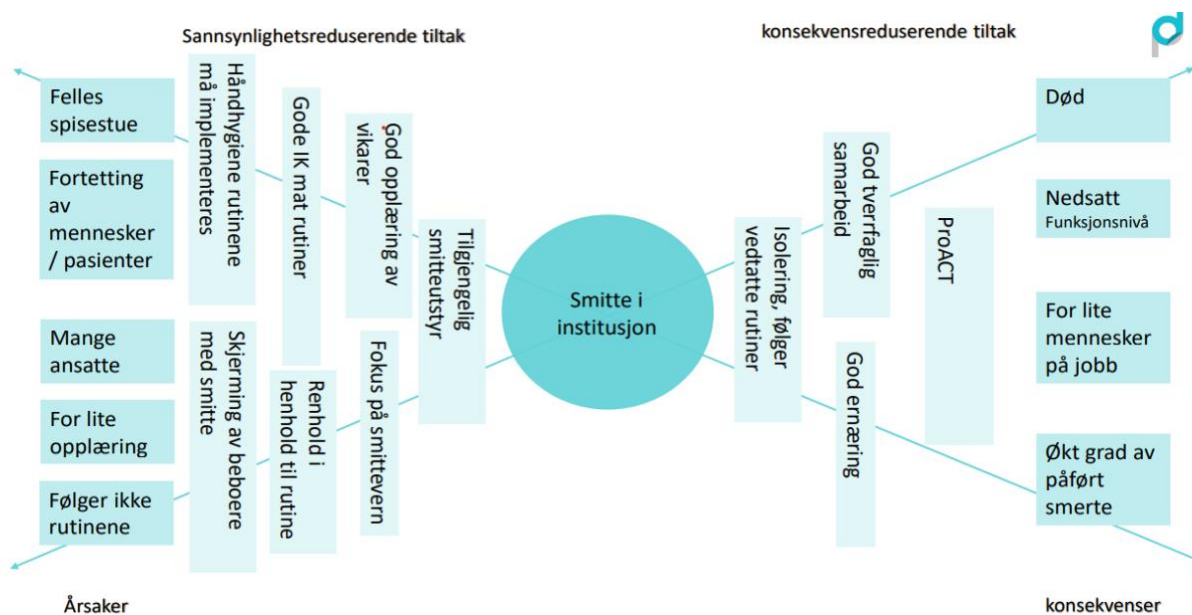 Sannsynlighetsreduserende tiltak
konsekvensreduserende tiltak
Felles
spisestue
Fortetting
av
mennesker
/ pasienter
Mange
ansatte
For lite
opplæring
Følger ikke
rutinene
Håndhygiene rutinene
må implementeres
Skjerming av beboere
med smitte
Gode IK mat rutiner
Renhold i
henhold til rutine
God opplæring av
vikarer
Fokus på smittevern
Tilgjengelig
smitteutstyr
Smitte i
institusjon
Isolering, følger
vedtatte rutiner
God tverrfaglig
samarbeid
God ernæring
ProACT
Død
Nedsatt
Funksjonsnivå
For lite
mennesker
på jobb
Økt grad av
påført
smerte
Årsaker
konsekvenser